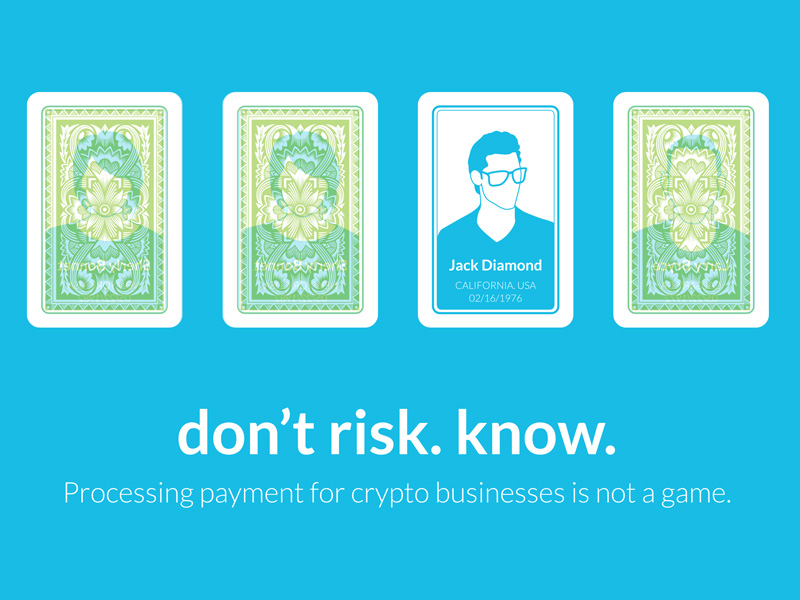 Jack Diamond
CALIFORNIA, USA
02/16/1976
don't risk. know.
Processing payment for crypto businesses is not a game.